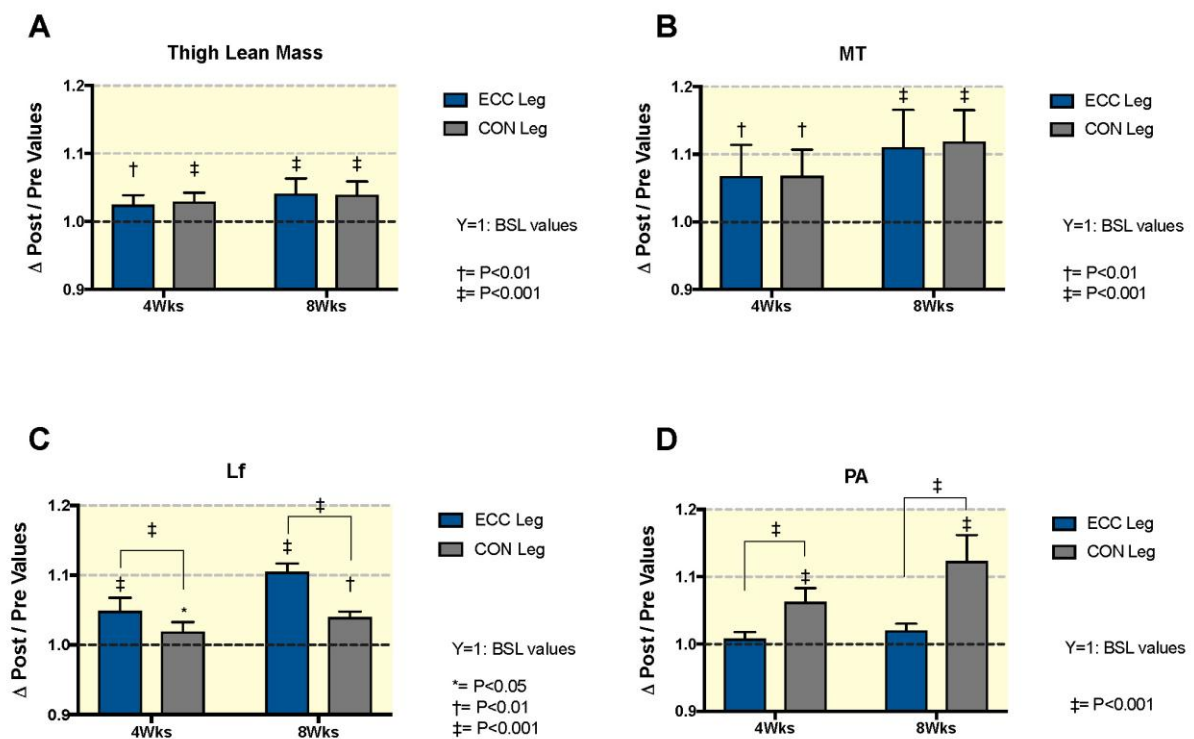 A
Thigh Lean Mass
Δ Post / Pre Values
1.2
1.1
1.0
0.9
†
‡
‡
‡
4Wks
8Wks
ECC Leg
CON Leg
Y=1: BSL values
†= P<0.01
‡= P<0.001
B
MT
Δ Post / Pre Values
1.2
1.1
1.0
0.9
†
†
‡
‡
4Wks
8Wks
ECC Leg
CON Leg
Y=1: BSL values
†= P<0.01
‡= P<0.001
C
Lf
Δ Post / Pre Values
1.2
1.1
1.0
0.9
‡
‡
*
‡
‡
†
4Wks
8Wks
ECC Leg
CON Leg
Y=1: BSL values
*= P<0.05
†= P<0.01
‡= P<0.001
D
PA
Δ Post / Pre Values
1.2
1.1
1.0
0.9
‡
‡
‡
‡
4Wks
8Wks
ECC Leg
CON Leg
Y=1: BSL values
‡= P<0.001